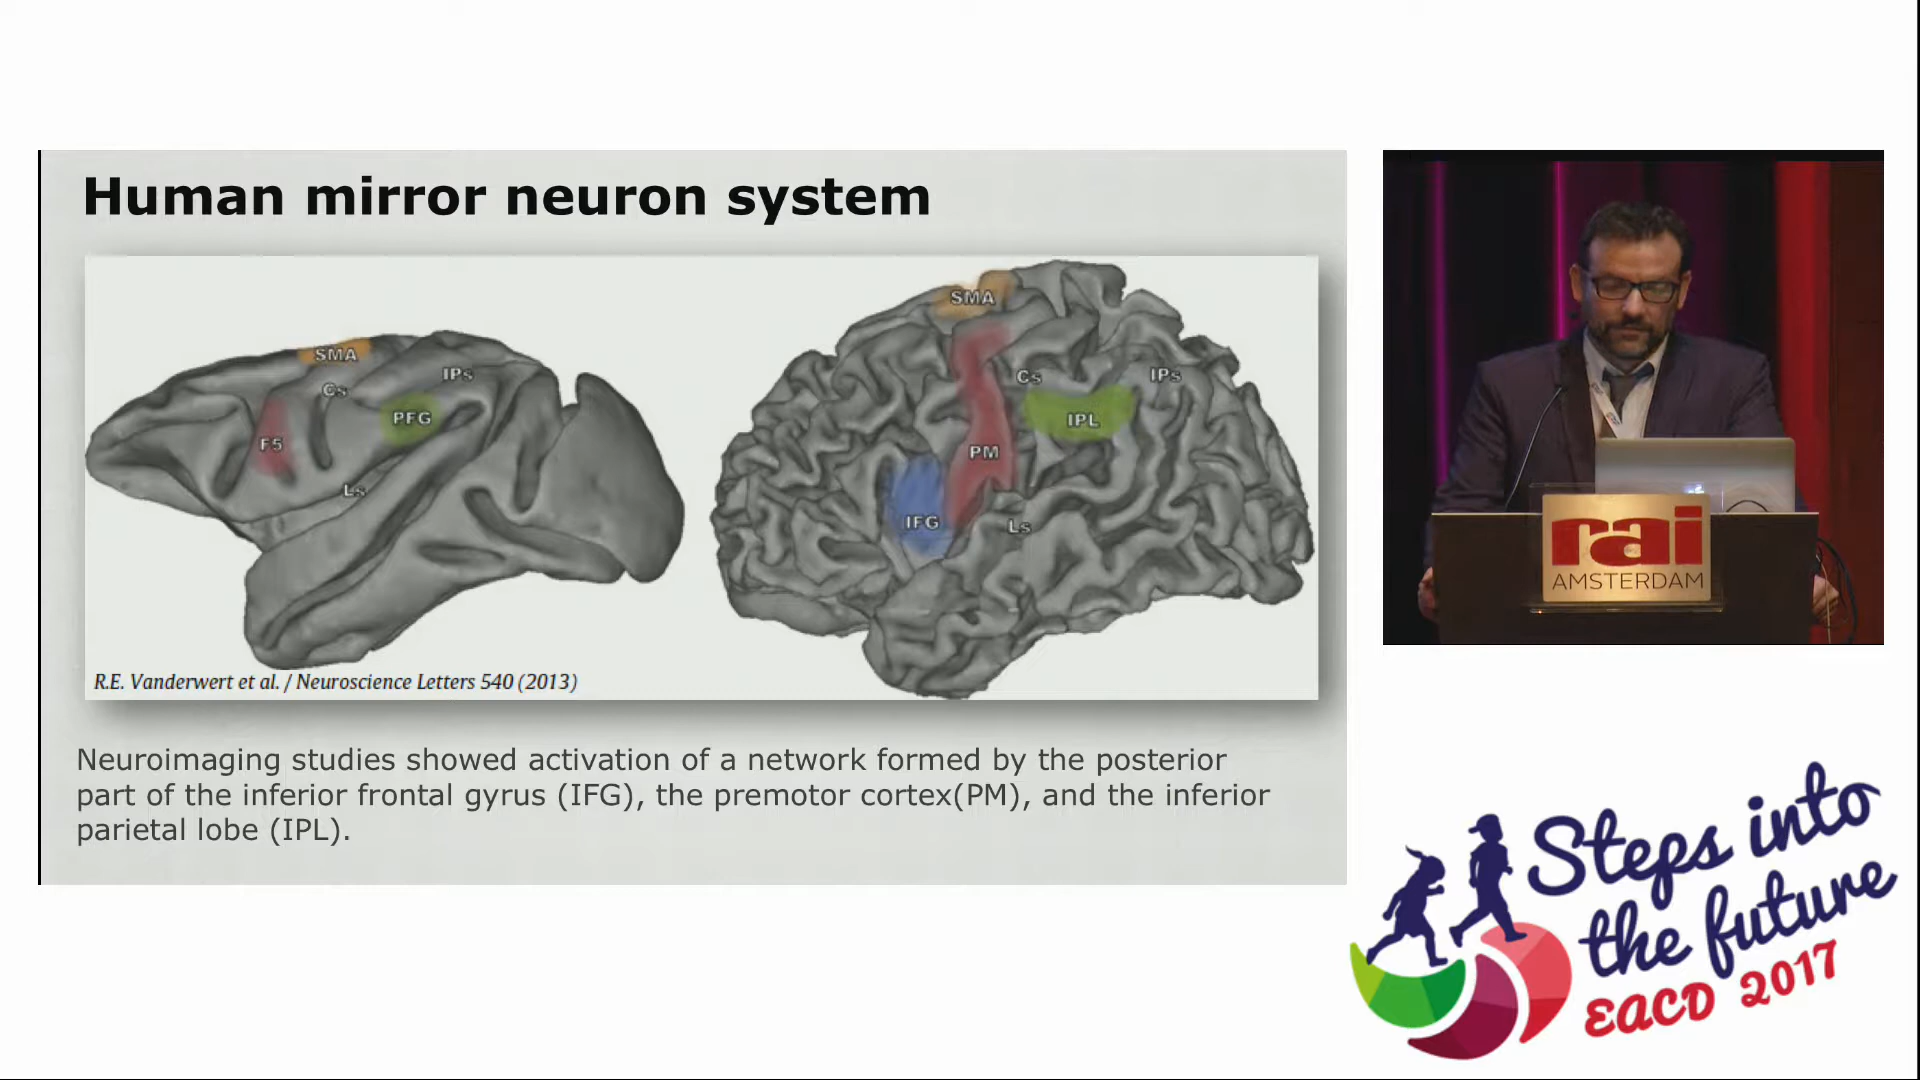 Human mirror neuron system
SMA
Cs
IPs
PFG
F5
Ls
SMA
Cs
IPs
IPL
PM
IFG
Ls
R.E. Vanderwert et al. / Neuroscience Letters 540 (2013)
Neuroimaging studies showed activation of a network formed by the posterior
part of the inferior frontal gyrus (IFG), the premotor cortex(PM), and the inferior
parietal lobe (IPL).
rai
AMSTERDAM
Steps into
the future
EACD 2017